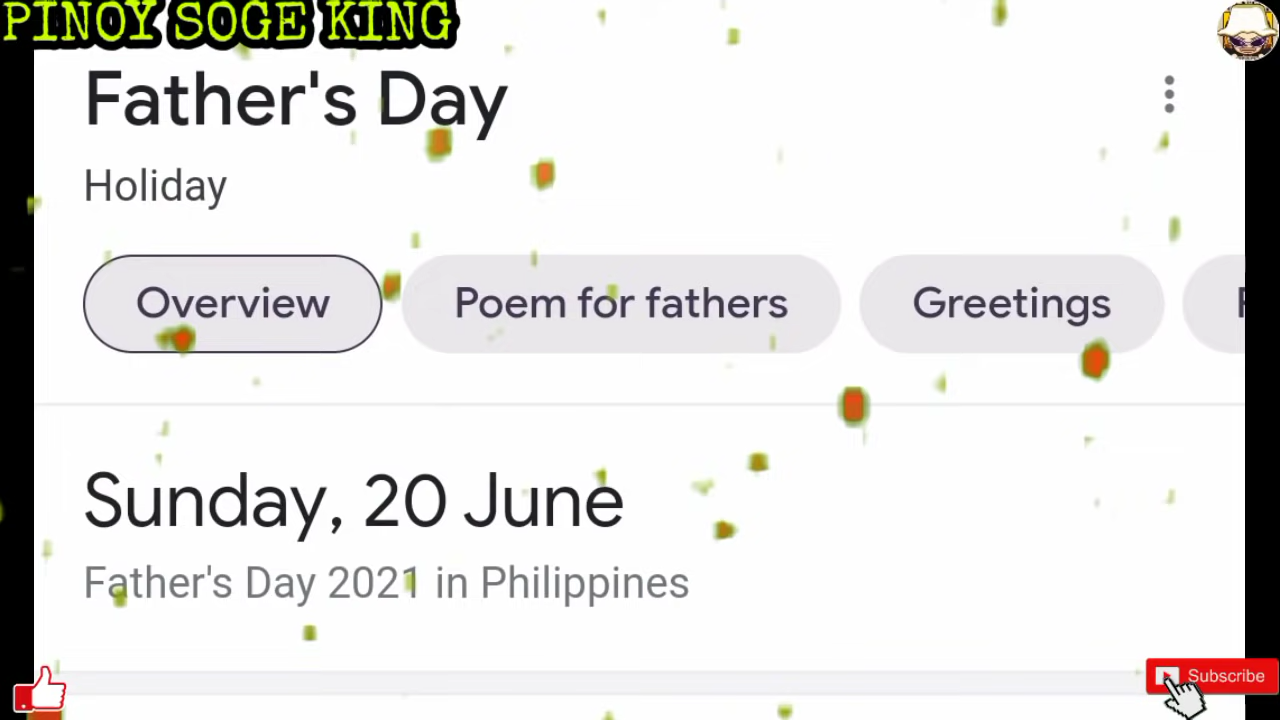 PINOY SOGE KING
Father's Day
Holiday
Overview
Poem for fathers
Greetings
Sunday, 20 June
Father's Day 2021 in Philippines
Subscribe